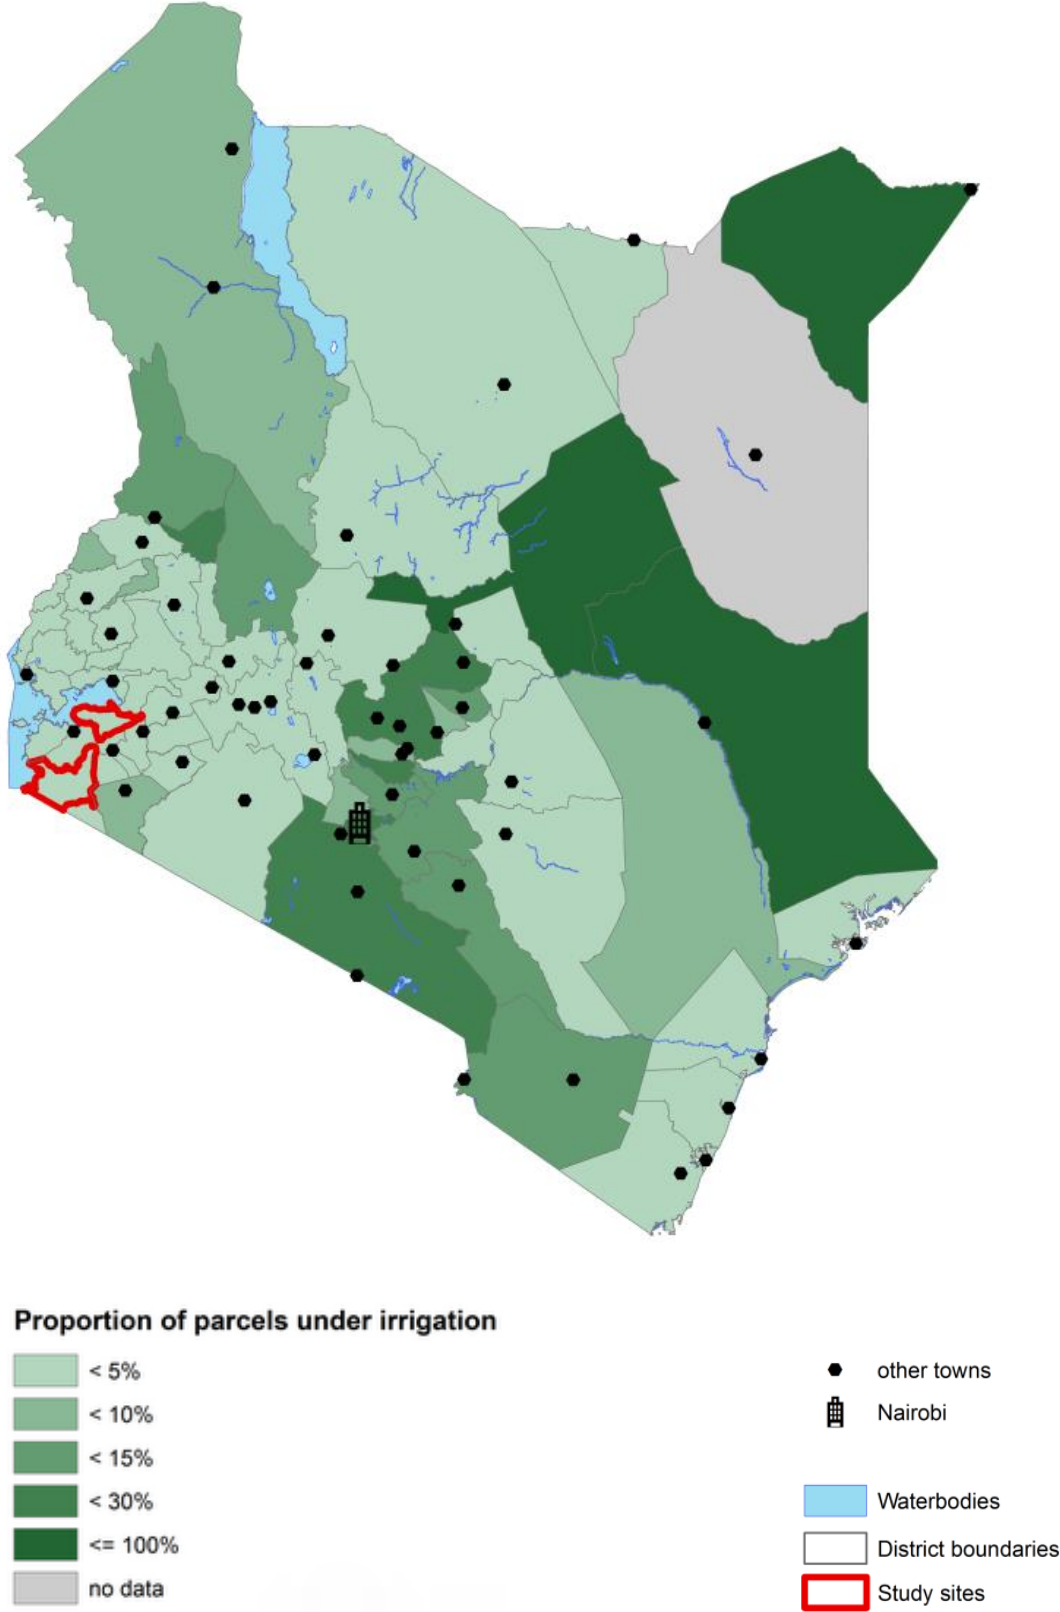 Proportion of parcels under irrigation
< 5%
< 10%
< 15%
< 30%
<= 100%
no data
other towns
Nairobi
Waterbodies
District boundaries
Study sites